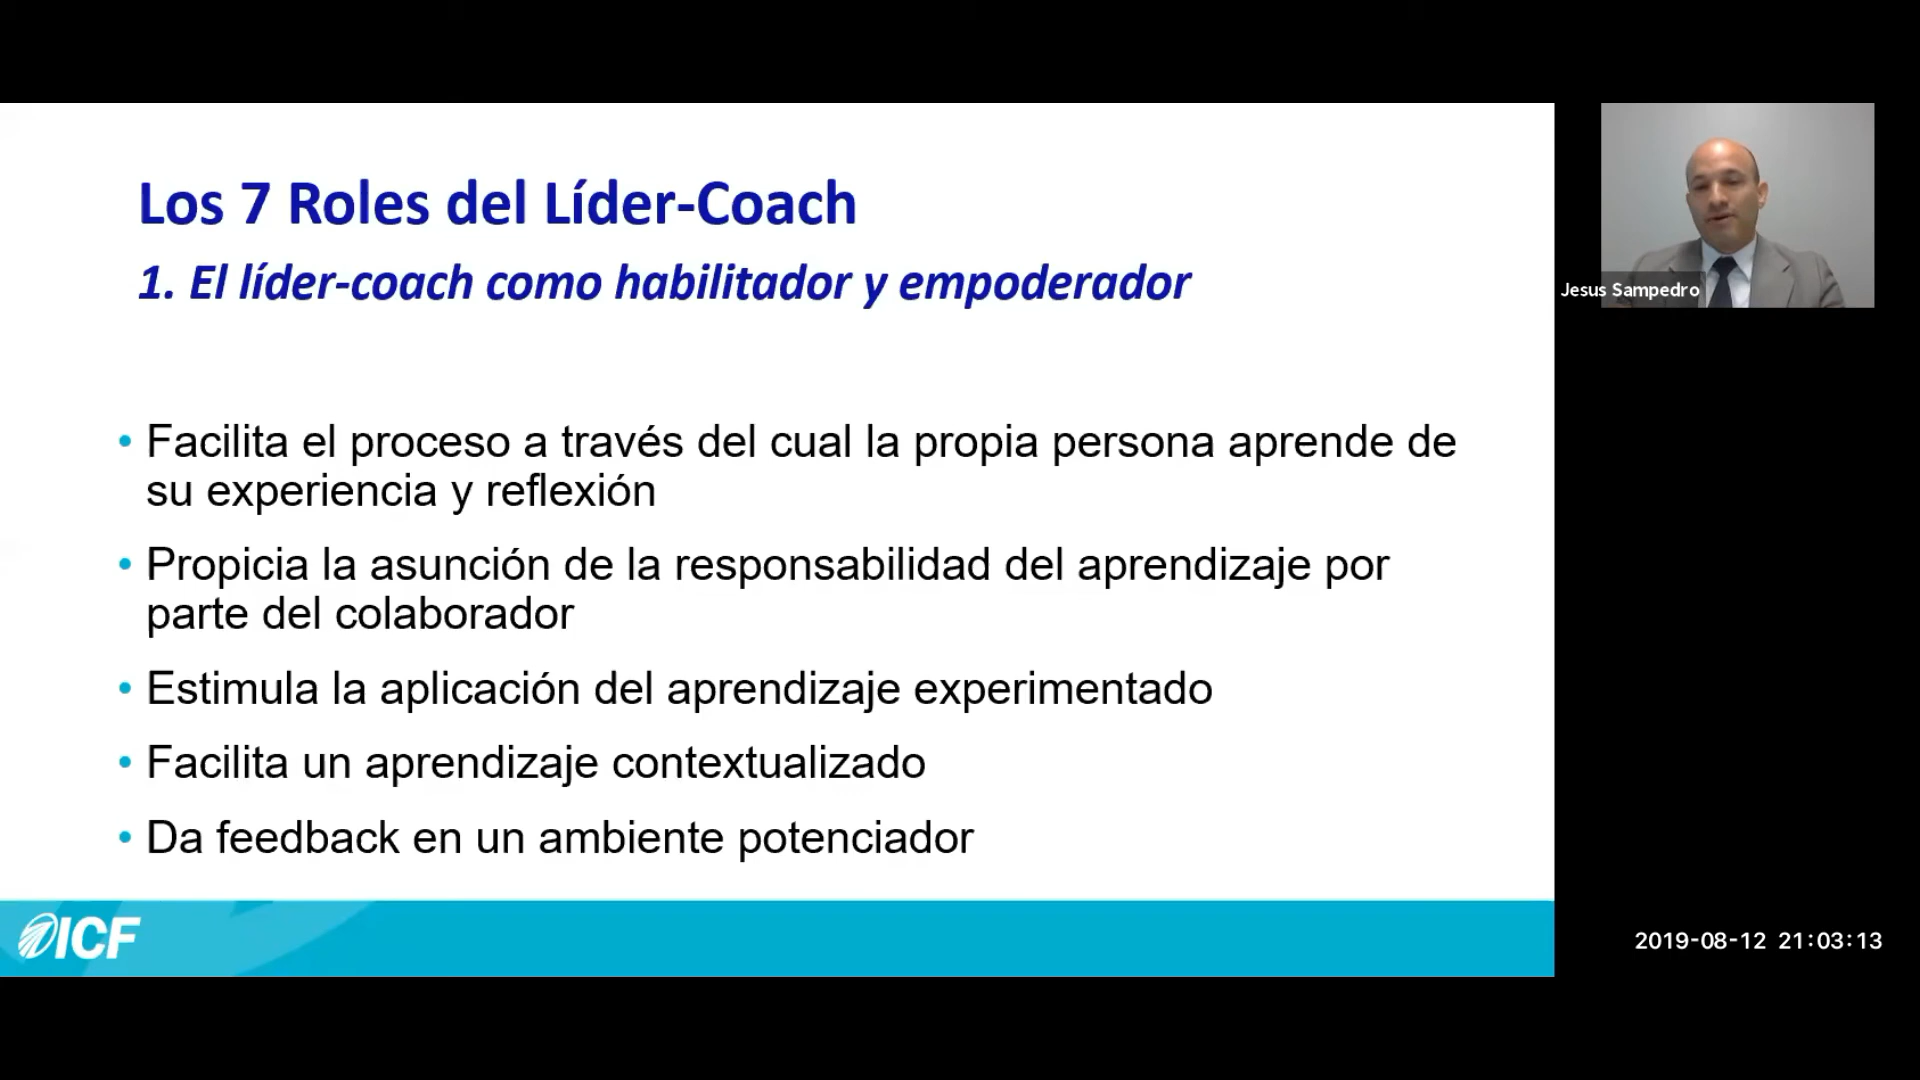 Los 7 Roles del Líder-Coach
1. El líder-coach como habilitador y empoderador
• Facilita el proceso a través del cual la propia persona aprende de
su experiencia y reflexión
• Propicia la asunción de la responsabilidad del aprendizaje por
parte del colaborador
• Estimula la aplicación del aprendizaje experimentado
• Facilita un aprendizaje contextualizado
• Da feedback en un ambiente potenciador
ICF
Jesus Sampedro
2019-08-12 21:03:13